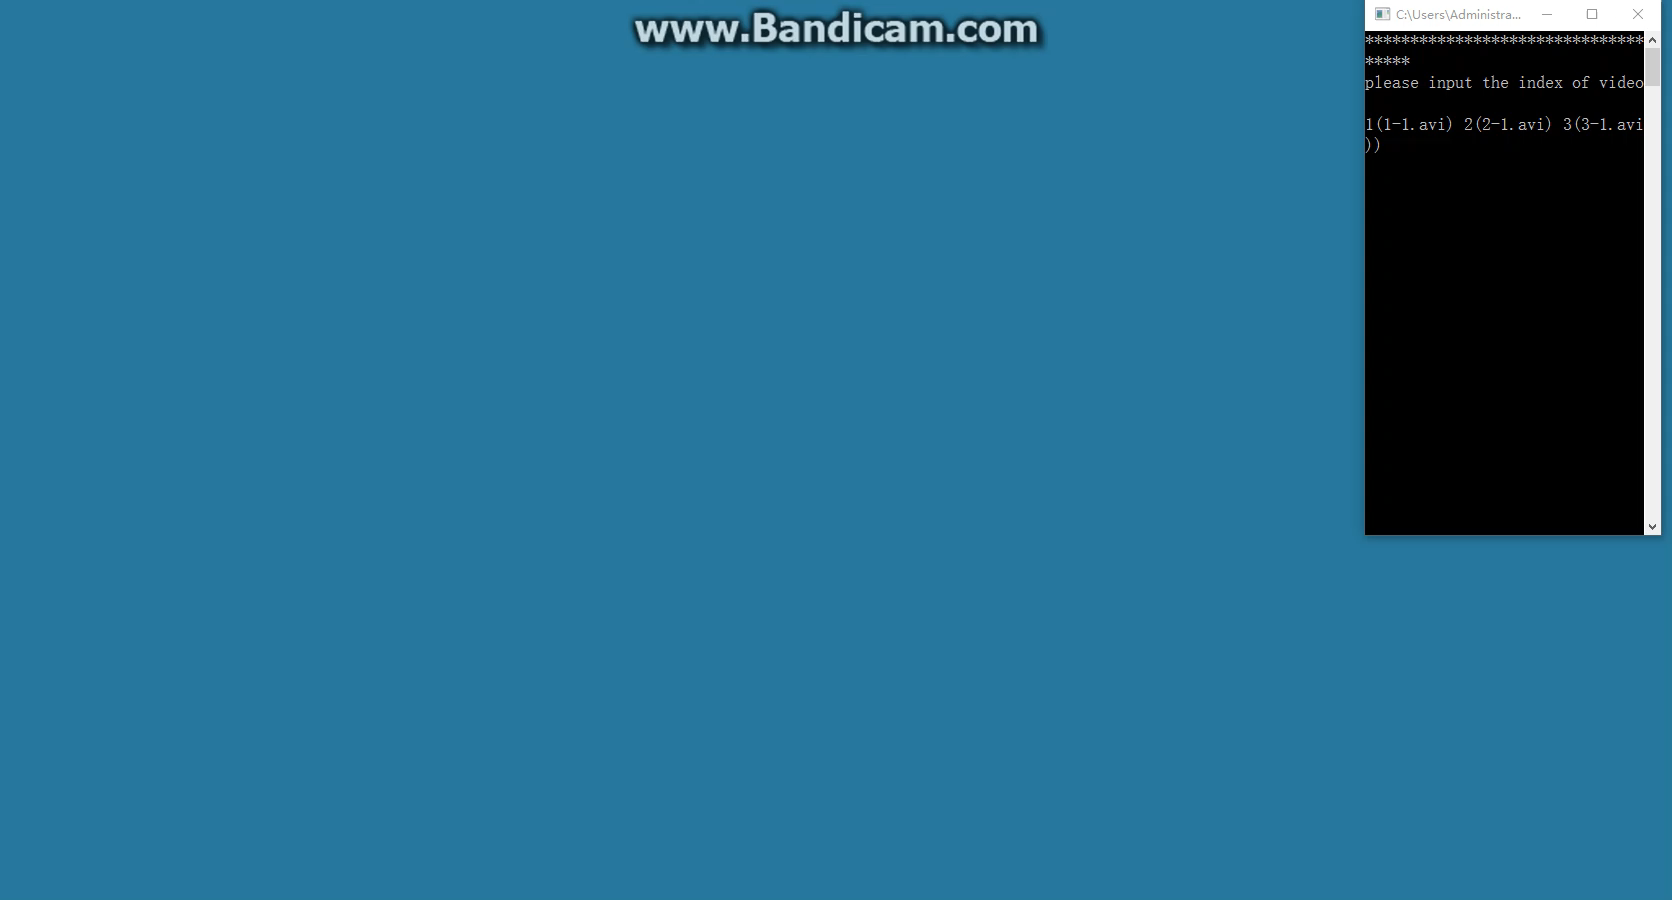 www.Bandicam.com
C:\Users\Administra...
*******************************
*****
please input the index of video
1(1-1.avi) 2(2-1.avi) 3(3-1.avi
))